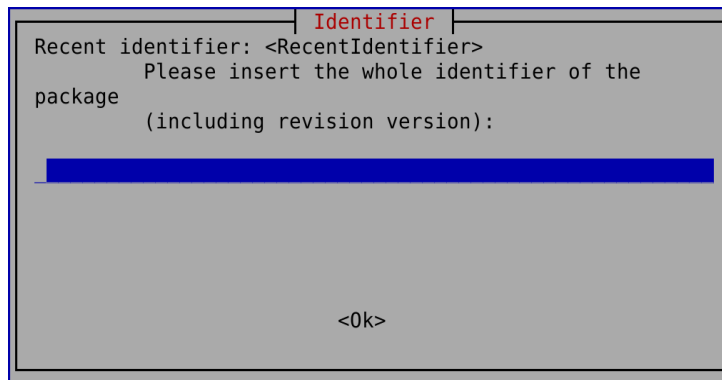 Identifier
Recent identifier: <RecentIdentifier>
Please insert the whole identifier of the
package
(including revision version):
<Ok>